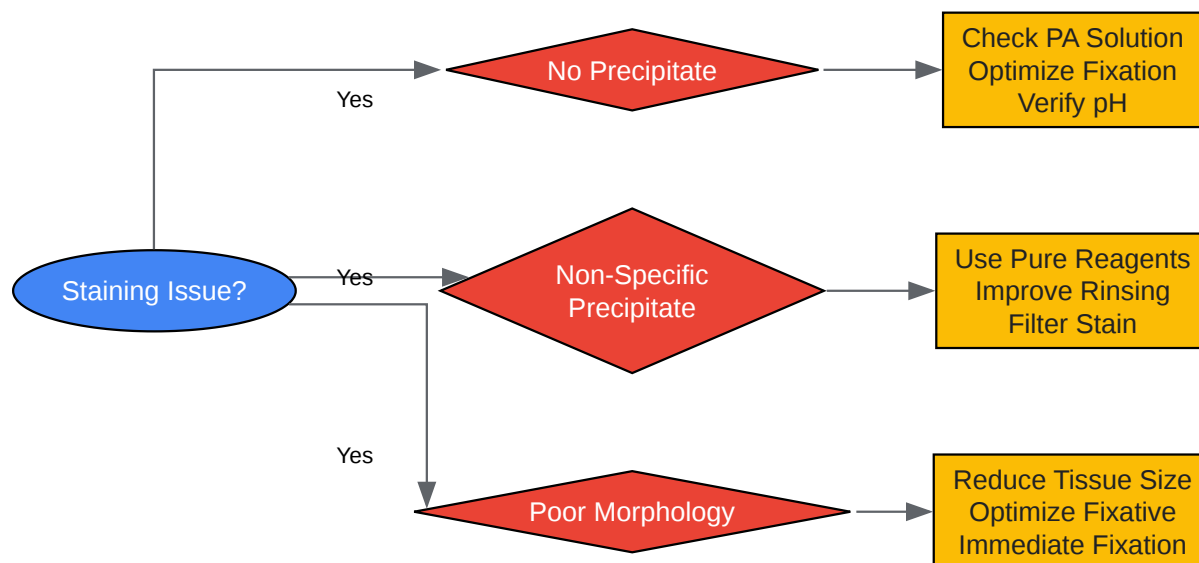 Check PA Solution
Optimize Fixation
Verify pH
No Precipitate
Yes
Staining Issue?
Yes
Non-Specific
Precipitate
Use Pure Reagents
Improve Rinsing
Filter Stain
Yes
Poor Morphology
Reduce Tissue Size
Optimize Fixative
Immediate Fixation